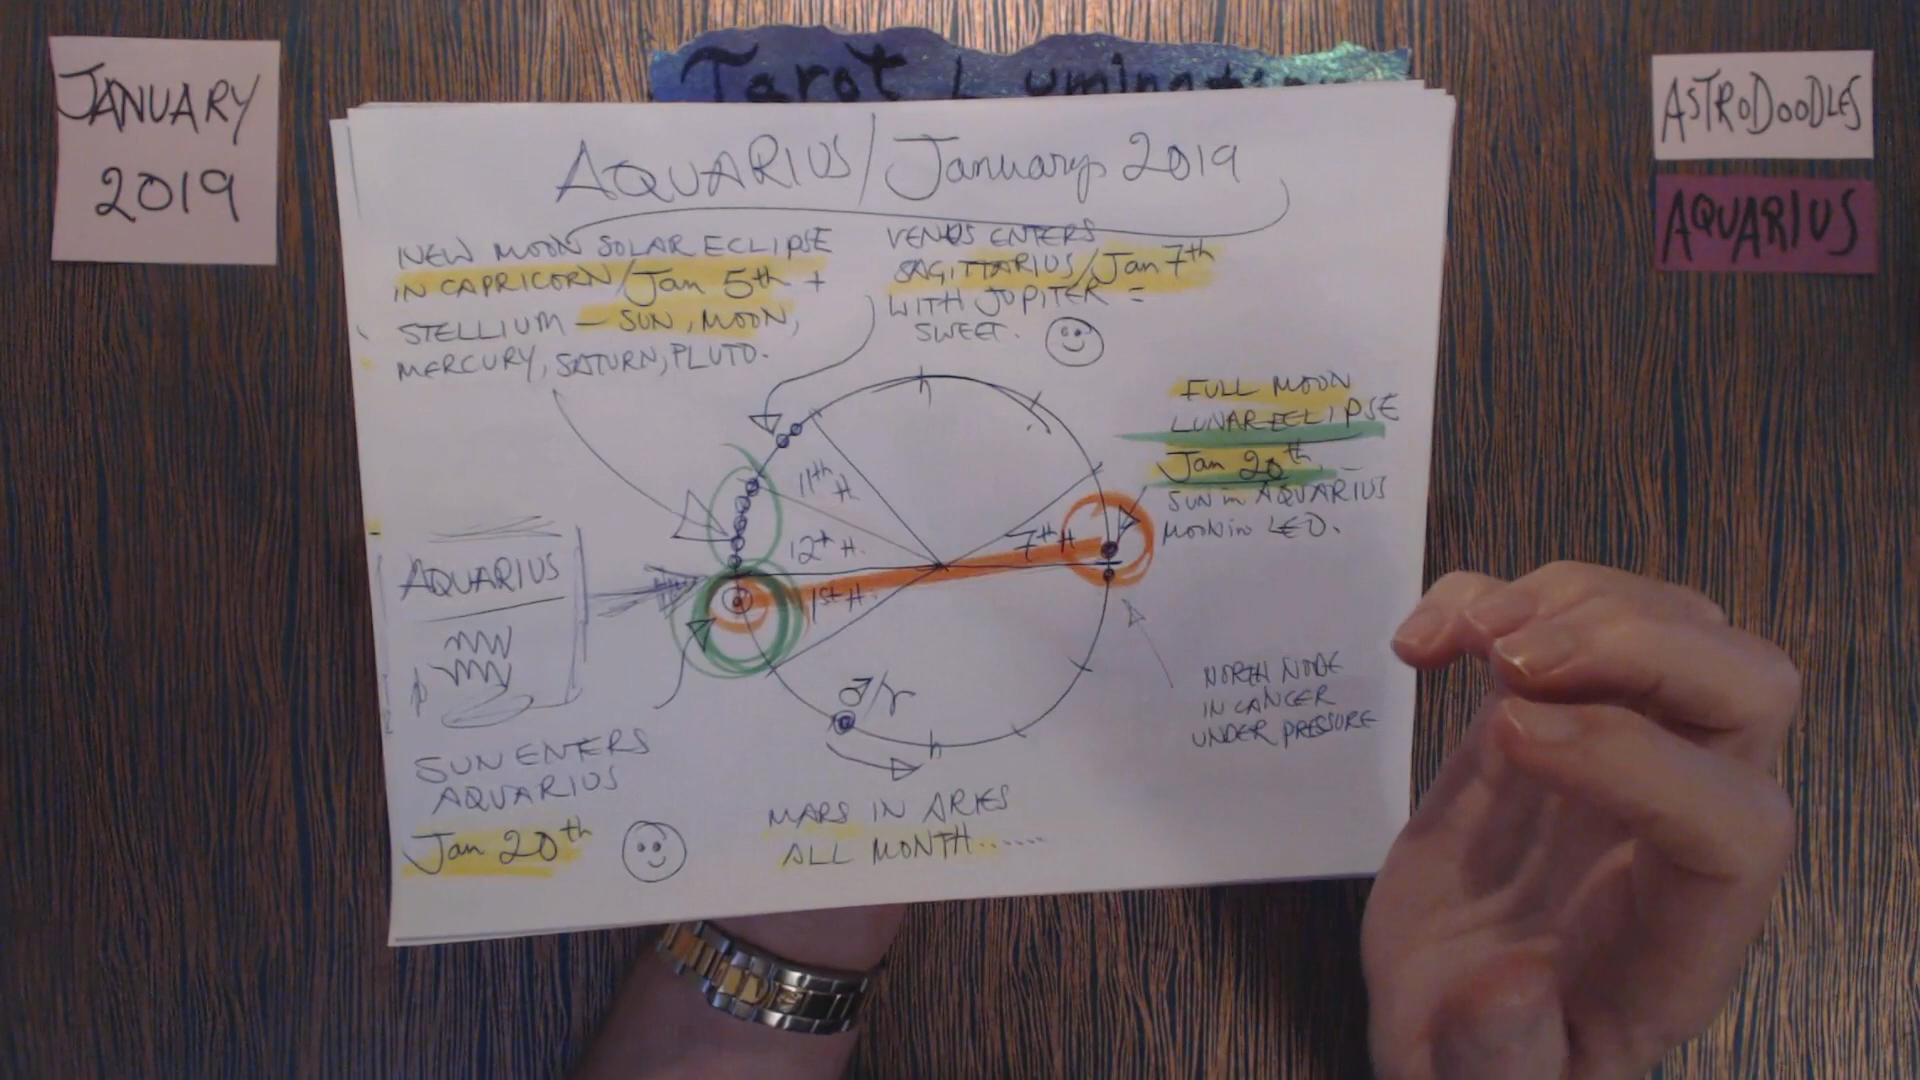 JANUARY
2019
Tarot
ASTRODOODLES
AQUARIUS
AQUARIUS/January 2019
NEW MOON SOLAR ECLIPSE
IN CAPRICORN/Jan 5th +
STELLIUM - SUN, MOON,
MERCURY, SATURN, PLUTO.
VENUS ENTERS
SAGITTARIUS/Jan 7th
WITH JUPITER =
SWEET.
FULL MOON
LUNAR ECLIPSE
Jan 20th,
SUN in AQUARIUS
MOON in LEO.
11th H
12th H.
7th H
1st H.
AQUARIUS
♂/♈
NORTH NODE
IN CANCER
UNDER PRESSURE
SUN ENTERS
AQUARIUS
Jan 20th
MARS IN ARIES
ALL MONTH......